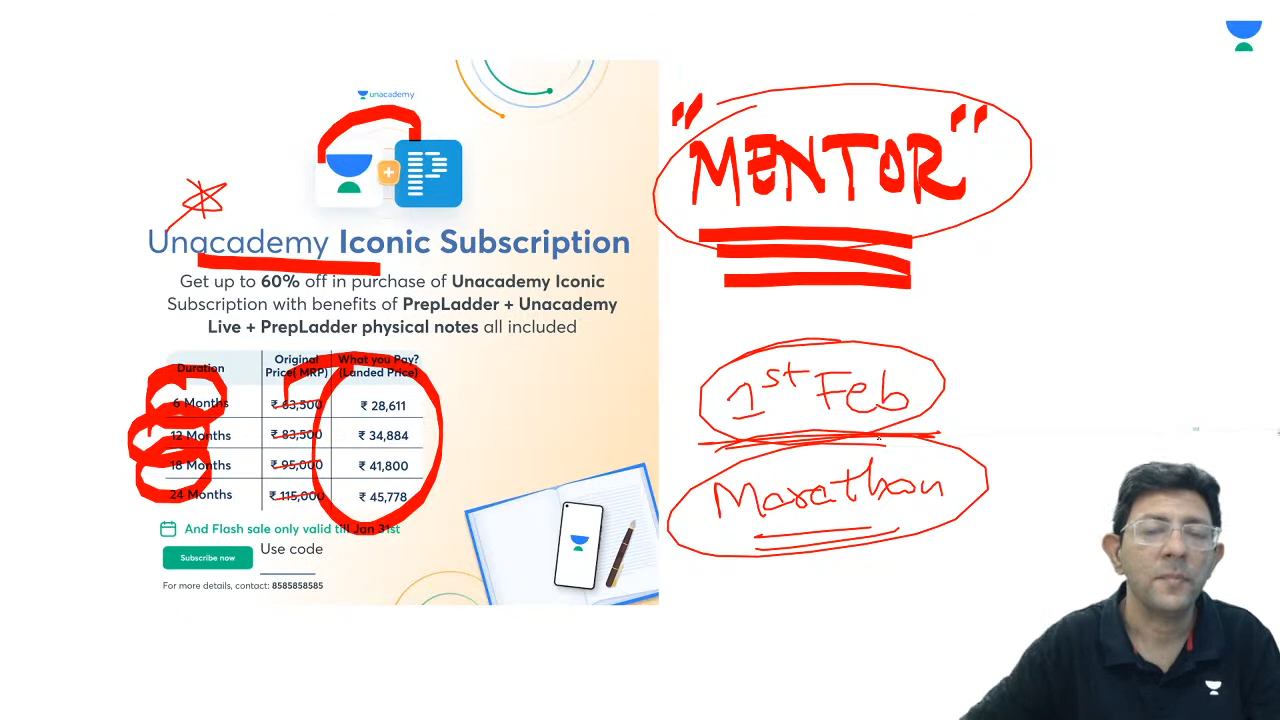 unacademy
Unacademy Iconic Subscription
Get up to 60% off in purchase of Unacademy Iconic
Subscription with benefits of PrepLadder + Unacademy
Live + PrepLadder physical notes all included
Duration Original Price( MRP) What you Pay? (Landed Price)
6 Months ₹ 63,500 ₹ 28,611
12 Months ₹ 83,500 ₹ 34,884
18 Months ₹ 95,000 ₹ 41,800
24 Months ₹ 115,000 ₹ 45,778
And Flash sale only valid till Jan 31st
Subscribe now Use code
For more details, contact: 8585858585
"MENTOR"
1st Feb
Marathon